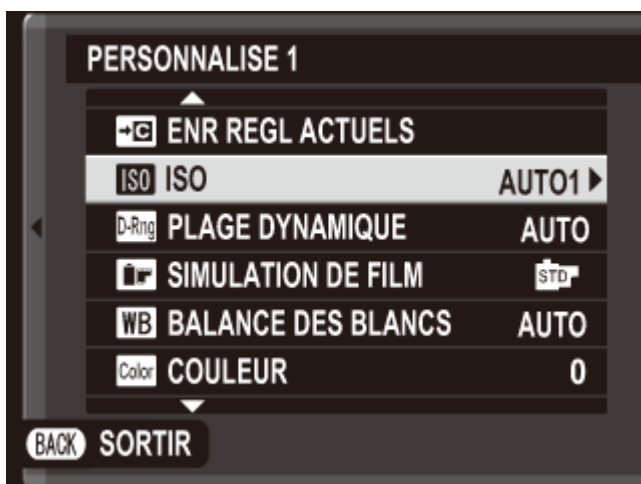 PERSONNALISE 1
C ENR REGL ACTUELS
ISO ISO AUTO1
D-Rng PLAGE DYNAMIQUE AUTO
SIMULATION DE FILM STD
WB BALANCE DES BLANCS AUTO
Color COULEUR 0
BACK SORTIR